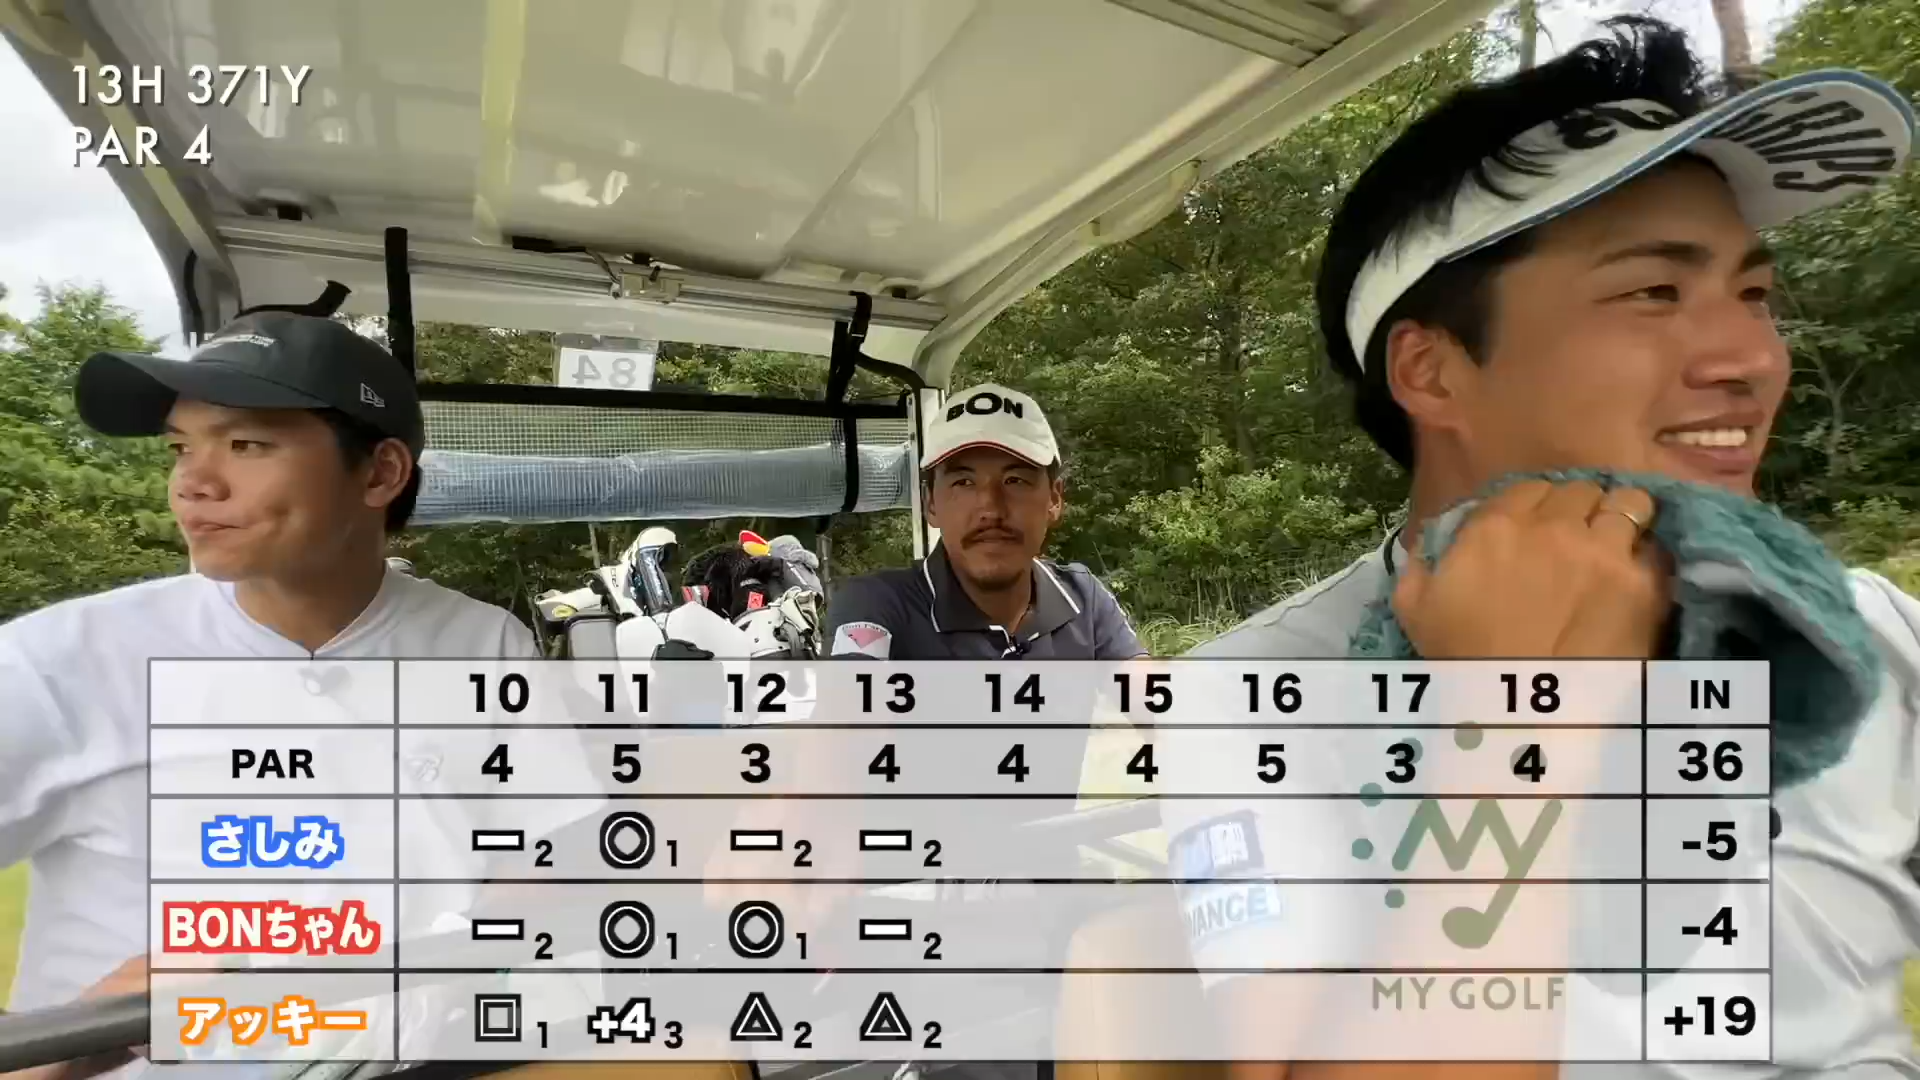 13H 371Y
PAR 4
GRIPS
84
BON
10 11 12 13 14 15 16 17 18 IN
PAR 4 5 3 4 4 4 5 3 4 36
さしみ 2 1 2 2 -5
BONちゃん 2 1 1 2 -4
アッキー 1 +4 3 2 2 +19
MY GOLF